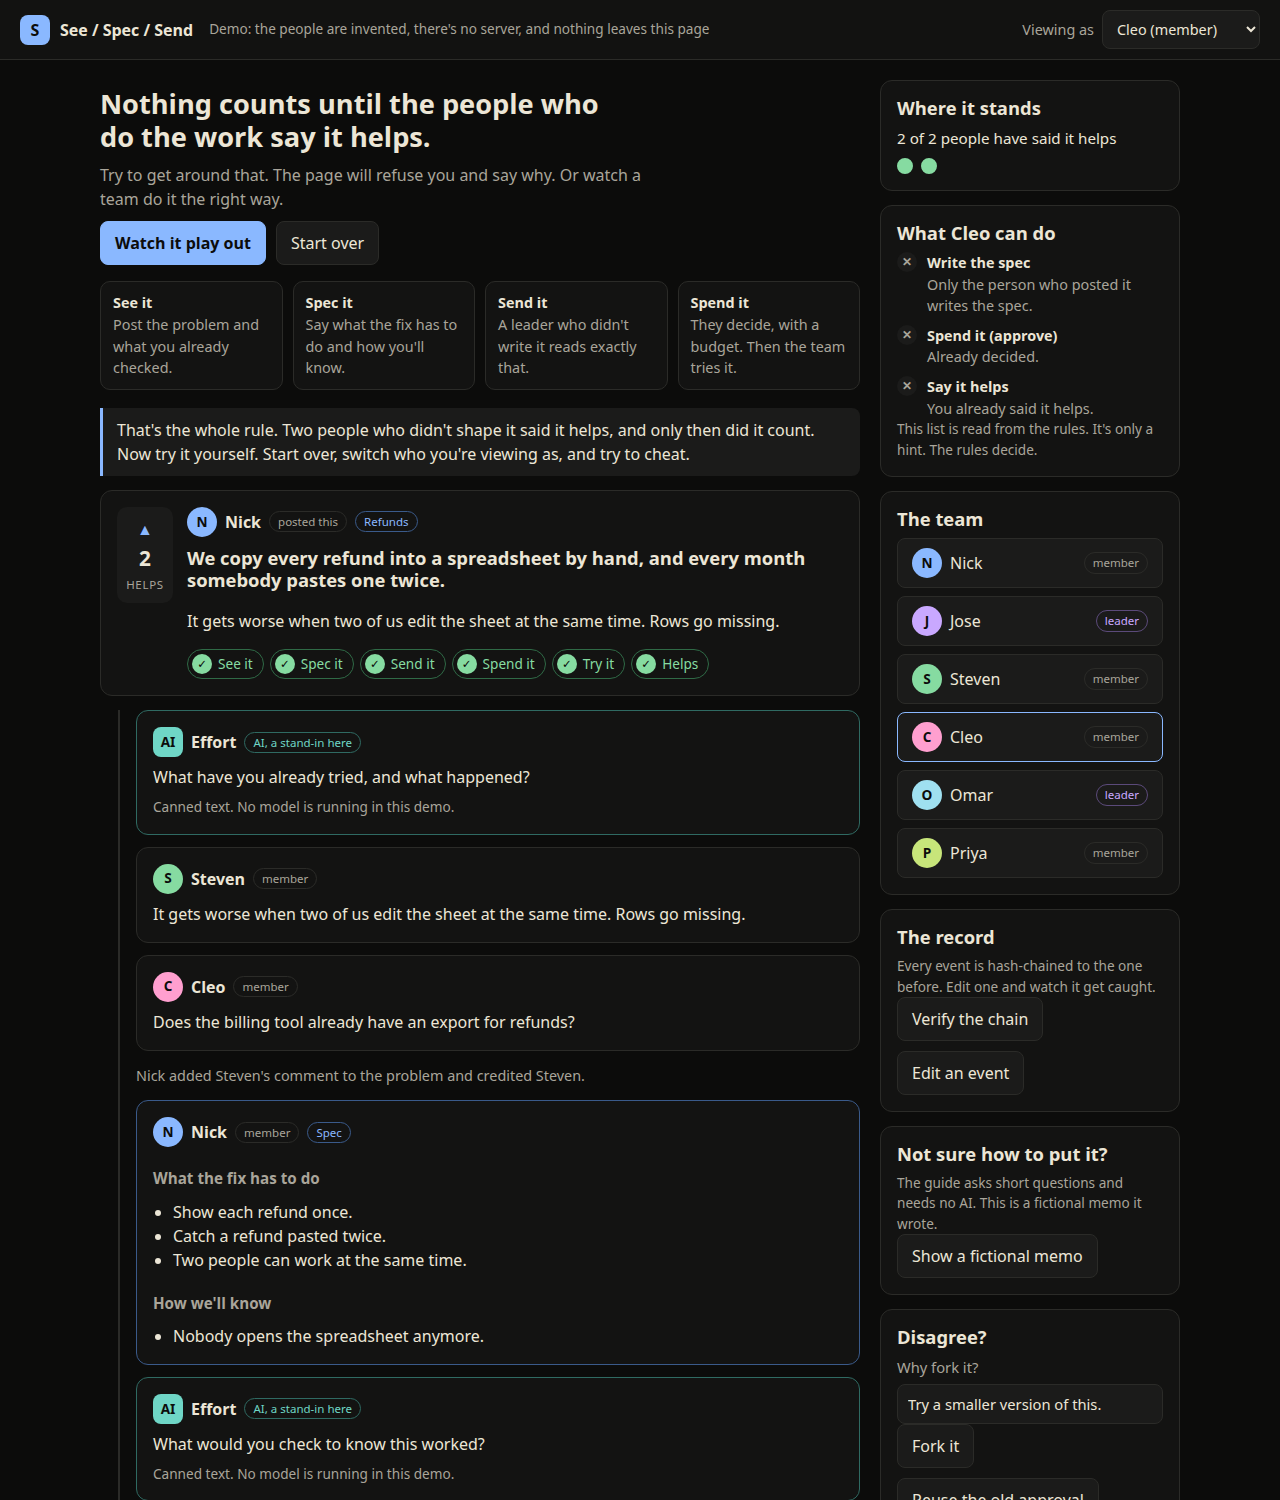 S See / Spec / Send Demo: the people are invented, there's no server, and nothing leaves this page Viewing as Cleo (member)
Nothing counts until the people who
do the work say it helps.
Try to get around that. The page will refuse you and say why. Or watch a
team do it the right way.
Watch it play out Start over
See it
Post the problem and
what you already
checked.
Spec it
Say what the fix has to
do and how you'll
know.
Send it
A leader who didn't
write it reads exactly
that.
Spend it
They decide, with a
budget. Then the team
tries it.
That's the whole rule. Two people who didn't shape it said it helps, and only then did it count.
Now try it yourself. Start over, switch who you're viewing as, and try to cheat.
▲
2
HELPS
N Nick posted this Refunds
We copy every refund into a spreadsheet by hand, and every month
somebody pastes one twice.
It gets worse when two of us edit the sheet at the same time. Rows go missing.
✓ See it ✓ Spec it ✓ Send it ✓ Spend it ✓ Try it ✓ Helps
AI Effort AI, a stand-in here
What have you already tried, and what happened?
Canned text. No model is running in this demo.
S Steven member
It gets worse when two of us edit the sheet at the same time. Rows go missing.
C Cleo member
Does the billing tool already have an export for refunds?
Nick added Steven's comment to the problem and credited Steven.
N Nick member Spec
What the fix has to do
• Show each refund once.
• Catch a refund pasted twice.
• Two people can work at the same time.
How we'll know
• Nobody opens the spreadsheet anymore.
AI Effort AI, a stand-in here
What would you check to know this worked?
Canned text. No model is running in this demo.
Where it stands
2 of 2 people have said it helps
What Cleo can do
✕ Write the spec
Only the person who posted it
writes the spec.
✕ Spend it (approve)
Already decided.
✕ Say it helps
You already said it helps.
This list is read from the rules. It's only a
hint. The rules decide.
The team
N Nick member
J Jose leader
S Steven member
C Cleo member
O Omar leader
P Priya member
The record
Every event is hash-chained to the one
before. Edit one and watch it get caught.
Verify the chain
Edit an event
Not sure how to put it?
The guide asks short questions and
needs no AI. This is a fictional memo it
wrote.
Show a fictional memo
Disagree?
Why fork it?
Try a smaller version of this.
Fork it
Reuse the old approval